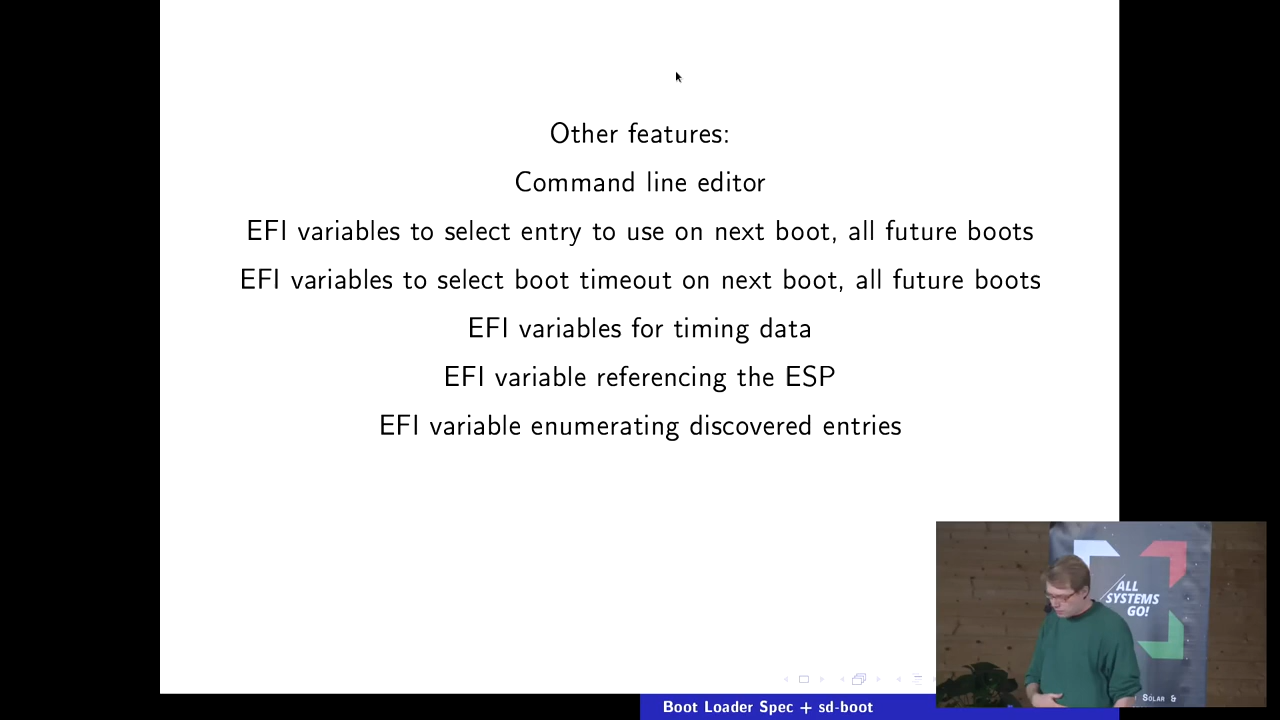 Other features:
Command line editor
EFI variables to select entry to use on next boot, all future boots
EFI variables to select boot timeout on next boot, all future boots
EFI variables for timing data
EFI variable referencing the ESP
EFI variable enumerating discovered entries
/ALL
SYSTEMS
GO!
SOLAR &
Boot Loader Spec + sd-boot